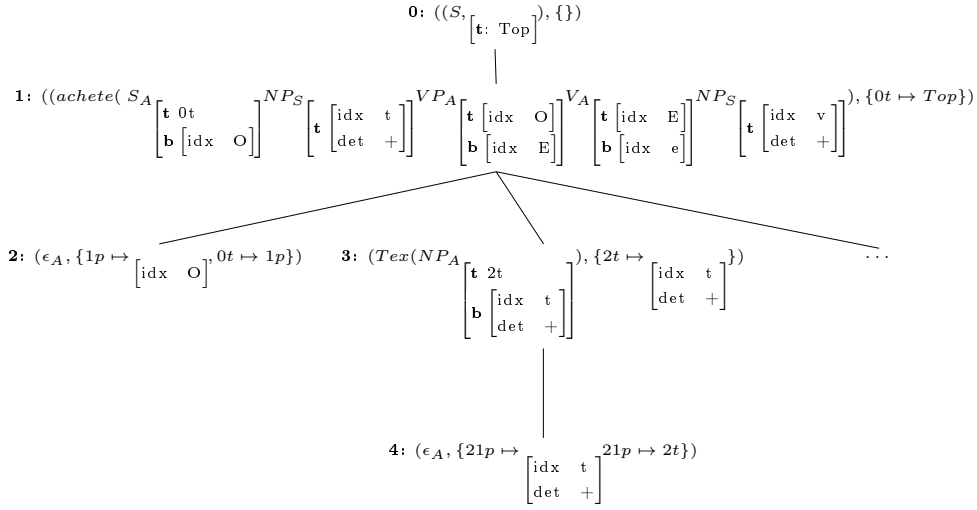 0: ((S, [t: Top]), {})
1: ((achete( S_A [t 0t b [idx O]] NP_S [t [idx t det +]] VP_A [t [idx O] b [idx E]] V_A [t [idx E] b [idx e]] NP_S [t [idx v det +]]), {0t ↦ Top})
2: (ϵ_A, {1p ↦ [idx O], 0t ↦ 1p})
3: (Tex(NP_A [t 2t b [idx t det +]]), {2t ↦ [idx t det +]})
...
4: (ϵ_A, {21p ↦ [idx t det +] 21p ↦ 2t})